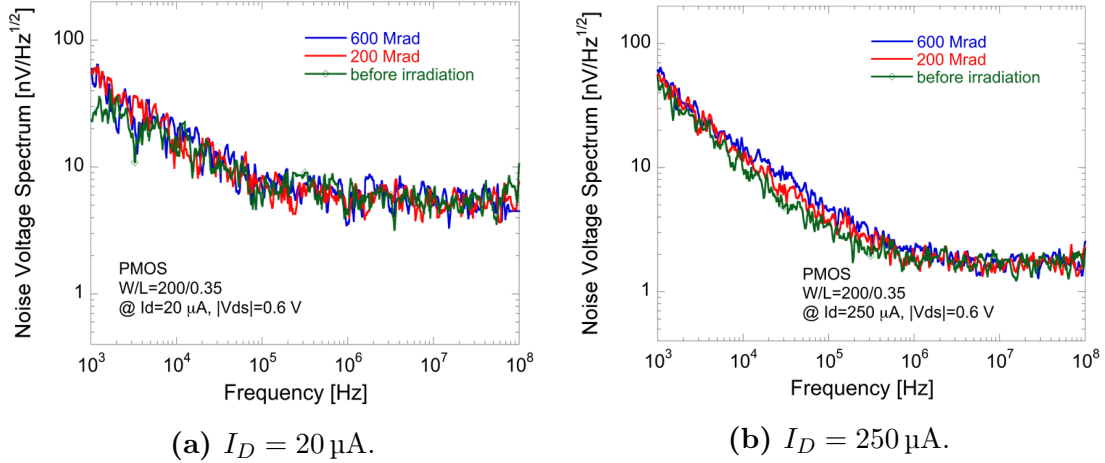 Noise Voltage Spectrum [nV/Hz^1/2]
100
10
1
600 Mrad
200 Mrad
before irradiation
PMOS
W/L=200/0.35
@ Id=20 μA, |Vds|=0.6 V
10^3 10^4 10^5 10^6 10^7 10^8
Frequency [Hz]
(a) I_D = 20 μA.
Noise Voltage Spectrum [nV/Hz^1/2]
100
10
1
600 Mrad
200 Mrad
before irradiation
PMOS
W/L=200/0.35
@ Id=250 μA, |Vds|=0.6 V
10^3 10^4 10^5 10^6 10^7 10^8
Frequency [Hz]
(b) I_D = 250 μA.